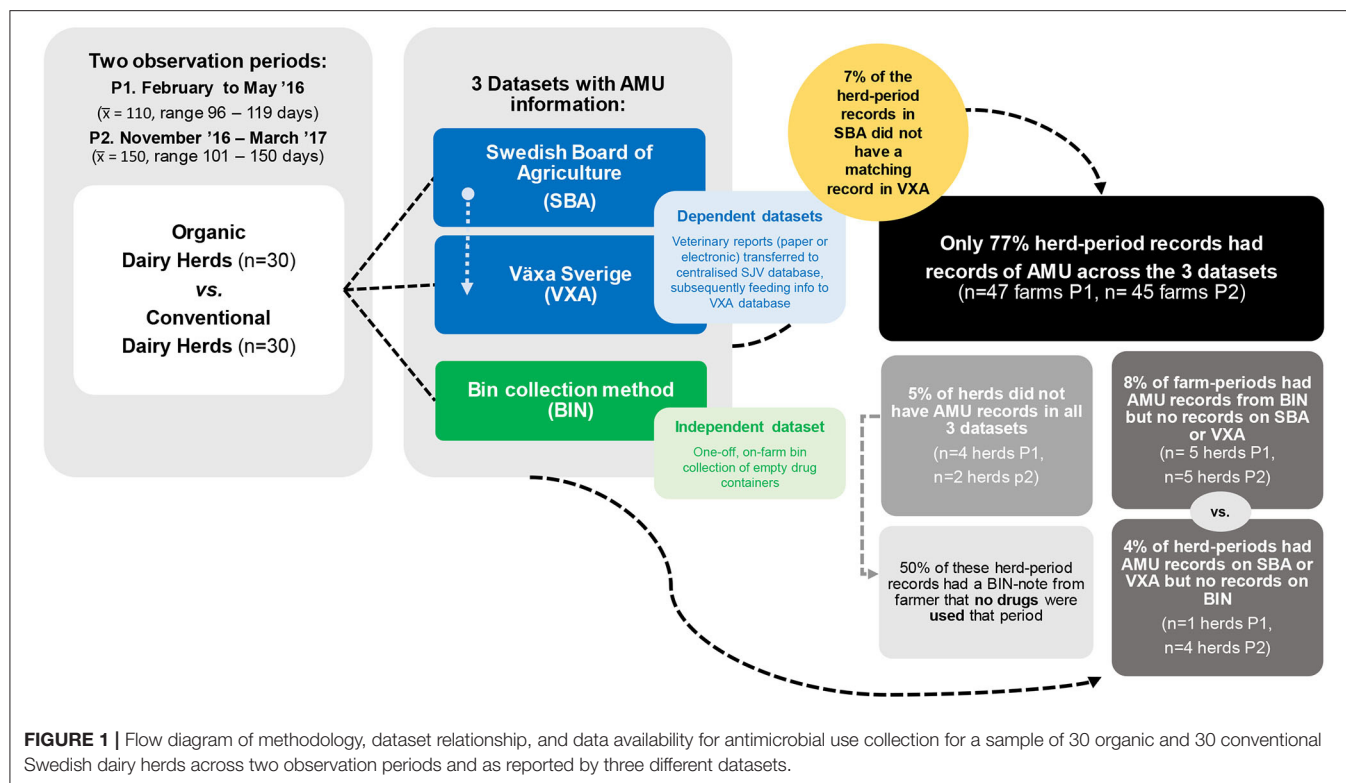 Two observation periods:
P1. February to May '16
(x̅ = 110, range 96 – 119 days)
P2. November '16 – March '17
(x̅ = 150, range 101 – 150 days)
Organic
Dairy Herds (n=30)
vs.
Conventional
Dairy Herds (n=30)
3 Datasets with AMU
information:
Swedish Board of
Agriculture
(SBA)
Växa Sverige
(VXA)
Bin collection method
(BIN)
Dependent datasets
Veterinary reports (paper or
electronic) transferred to
centralised SJV database,
subsequently feeding info to
VXA database
Independent dataset
One-off, on-farm bin
collection of empty drug
containers
7% of the
herd-period
records in
SBA did not
have a
matching
record in VXA
Only 77% herd-period records had
records of AMU across the 3 datasets
(n=47 farms P1, n= 45 farms P2)
5% of herds did not
have AMU records in all
3 datasets
(n=4 herds P1,
n=2 herds p2)
50% of these herd-period
records had a BIN-note from
farmer that no drugs were
used that period
8% of farm-periods had
AMU records from BIN
but no records on SBA
or VXA
(n= 5 herds P1,
n=5 herds P2)
vs.
4% of herd-periods had
AMU records on SBA or
VXA but no records on
BIN
(n=1 herds P1,
n=4 herds P2)
FIGURE 1 | Flow diagram of methodology, dataset relationship, and data availability for antimicrobial use collection for a sample of 30 organic and 30 conventional
Swedish dairy herds across two observation periods and as reported by three different datasets.